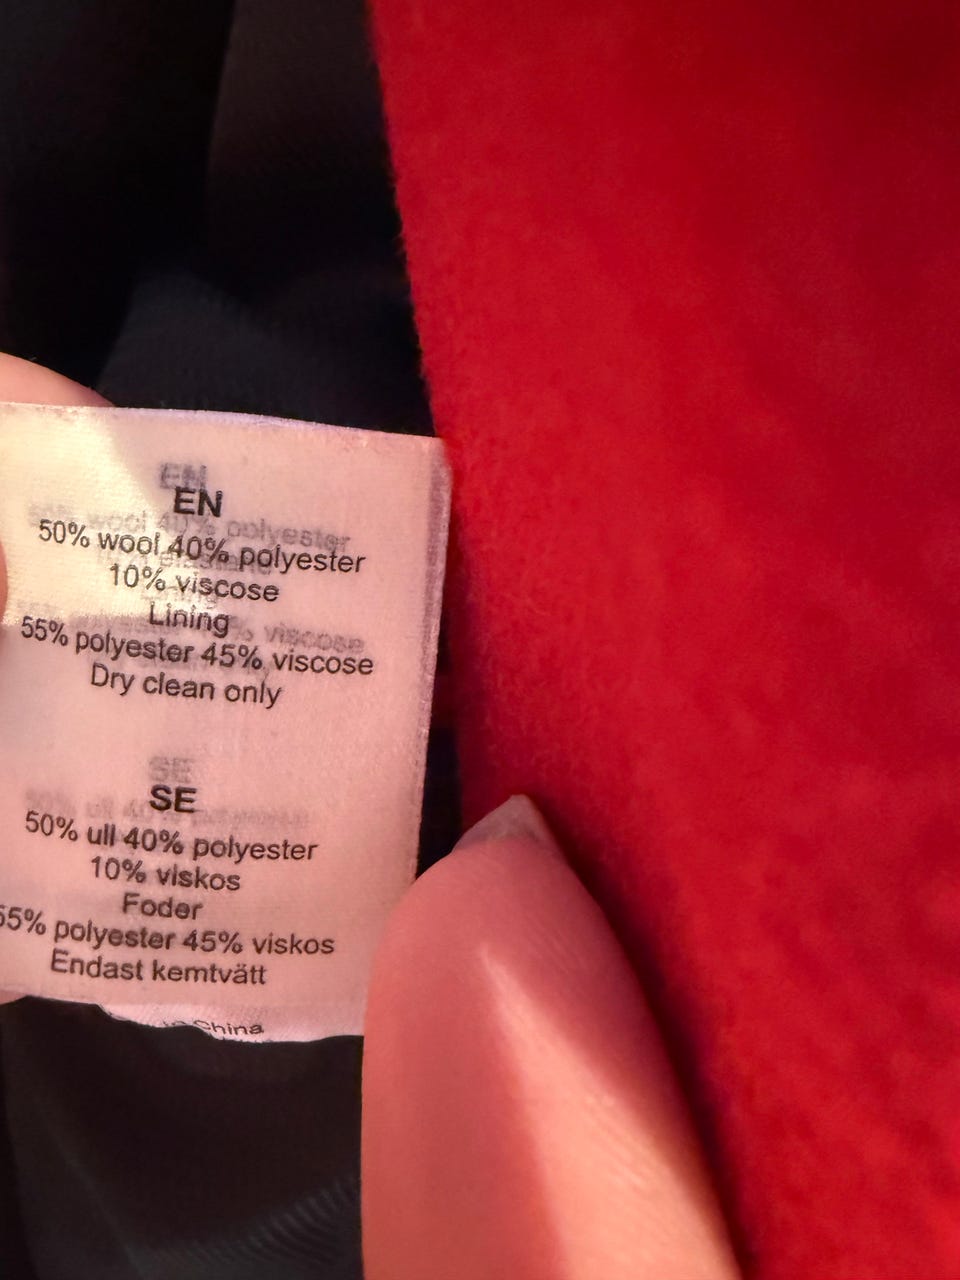 EN
50% wool 40% polyester
10% viscose
Lining
55% polyester 45% viscose
Dry clean only
SE
50% ull 40% polyester
10% viskos
Foder
55% polyester 45% viskos
Endast kemtvätt
China